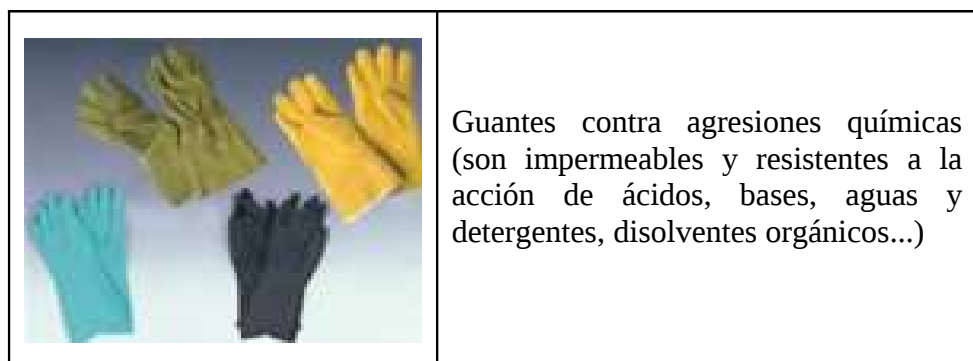 Guantes contra agresiones químicas
(son impermeables y resistentes a la
acción de ácidos, bases, aguas y
detergentes, disolventes orgánicos...)